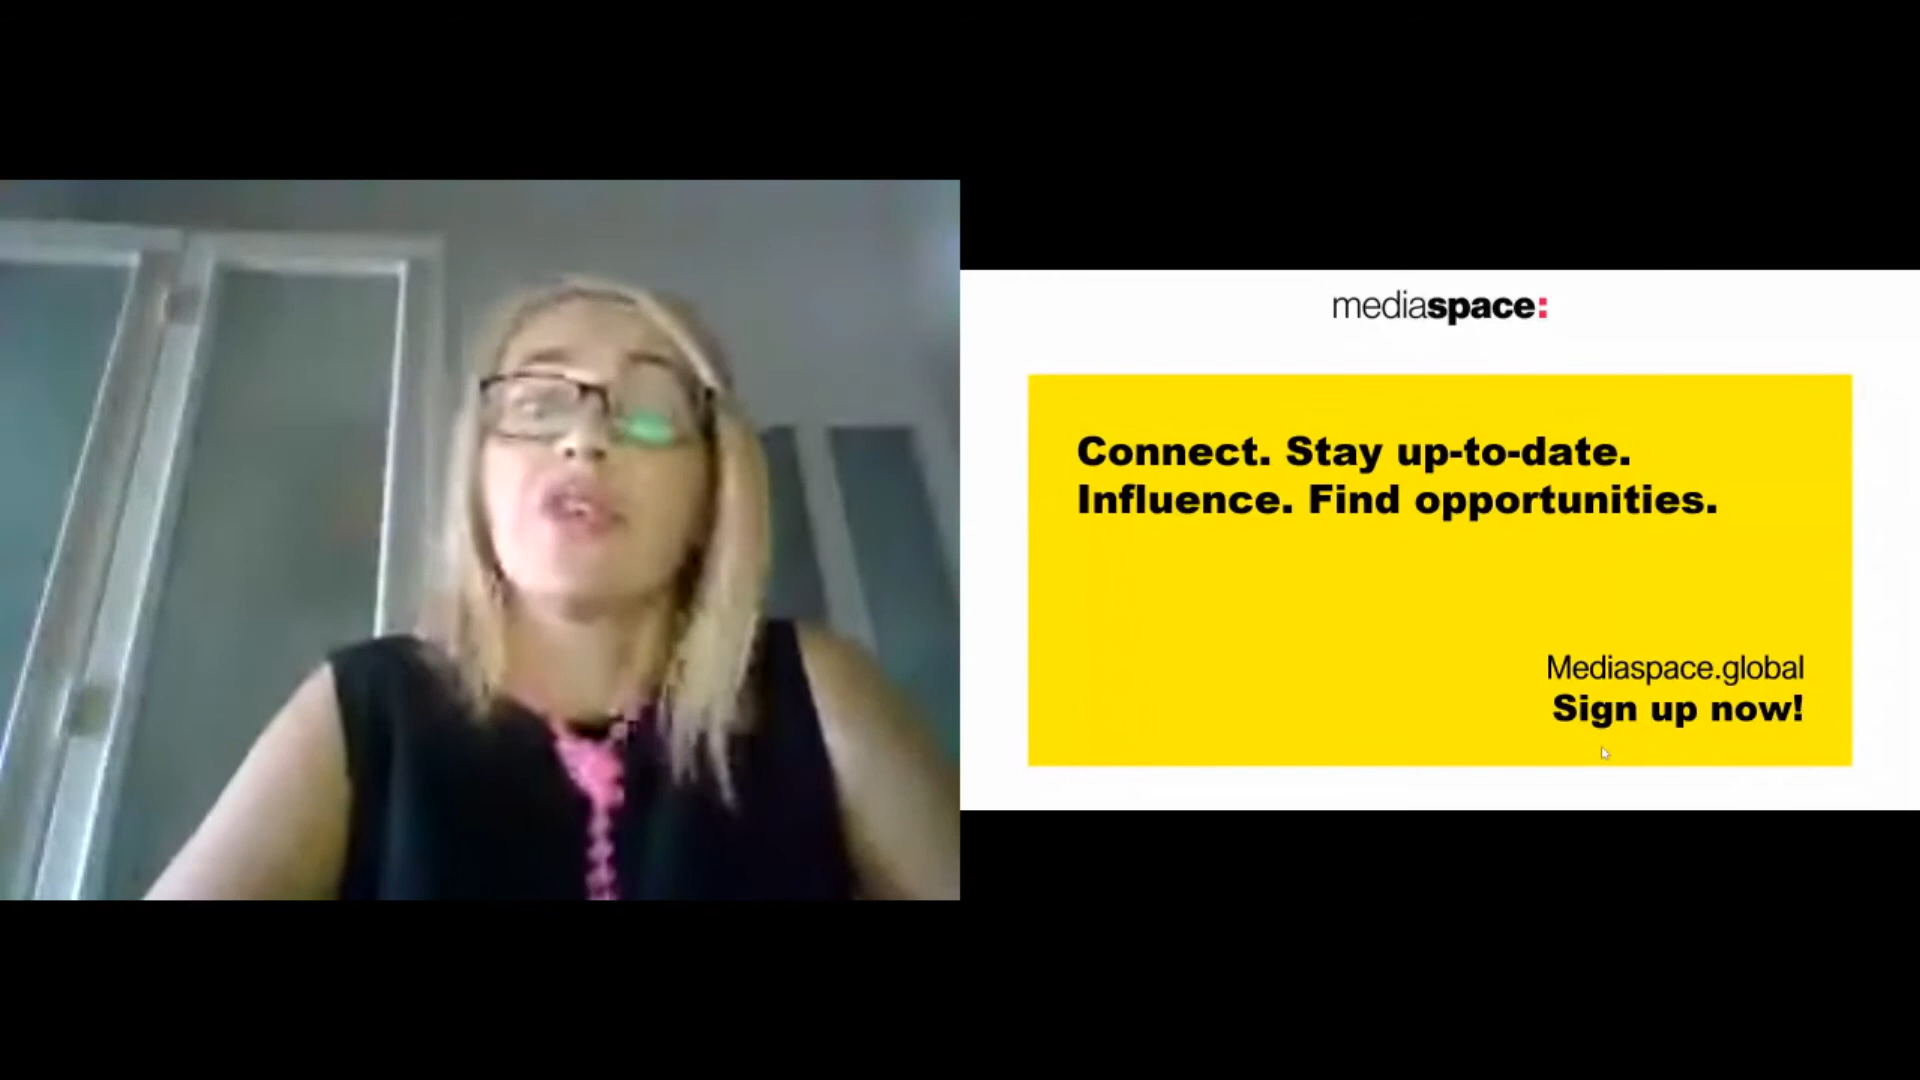 mediaspace:
Connect. Stay up-to-date.
Influence. Find opportunities.
Mediaspace.global
Sign up now!